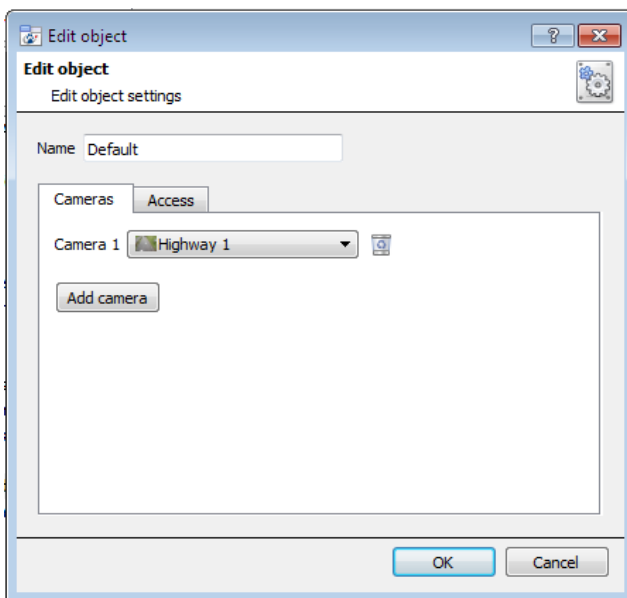 Edit object
Edit object
Edit object settings
Name Default
Cameras Access
Camera 1 Highway 1
Add camera
OK Cancel